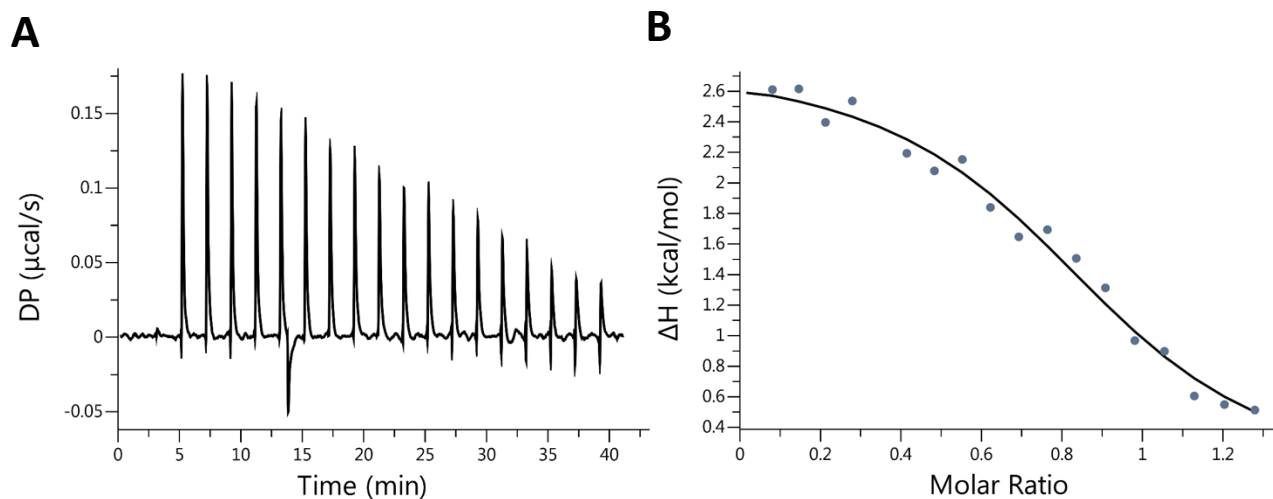 A
DP (µcal/s)
0.15
0.1
0.05
0
-0.05
0 5 10 15 20 25 30 35 40
Time (min)
B
ΔH (kcal/mol)
2.6
2.4
2.2
2
1.8
1.6
1.4
1.2
1
0.8
0.6
0.4
0 0.2 0.4 0.6 0.8 1 1.2
Molar Ratio